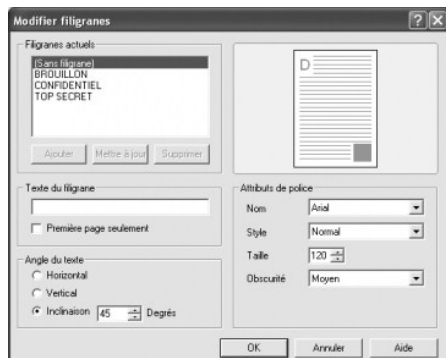 Modifier filigranes
Filigranes actuels
(Sans filigrane)
BROUILLON
CONFIDENTIEL
TOP SECRET
Ajouter Mettre à jour Supprimer
D
Texte du filigrane
Première page seulement
Angle du texte
Horizontal
Vertical
Inclinaison 45 Degrés
Attributs de police
Nom Arial
Style Normal
Taille 120
Obscurité Moyen
OK Annuler Aide